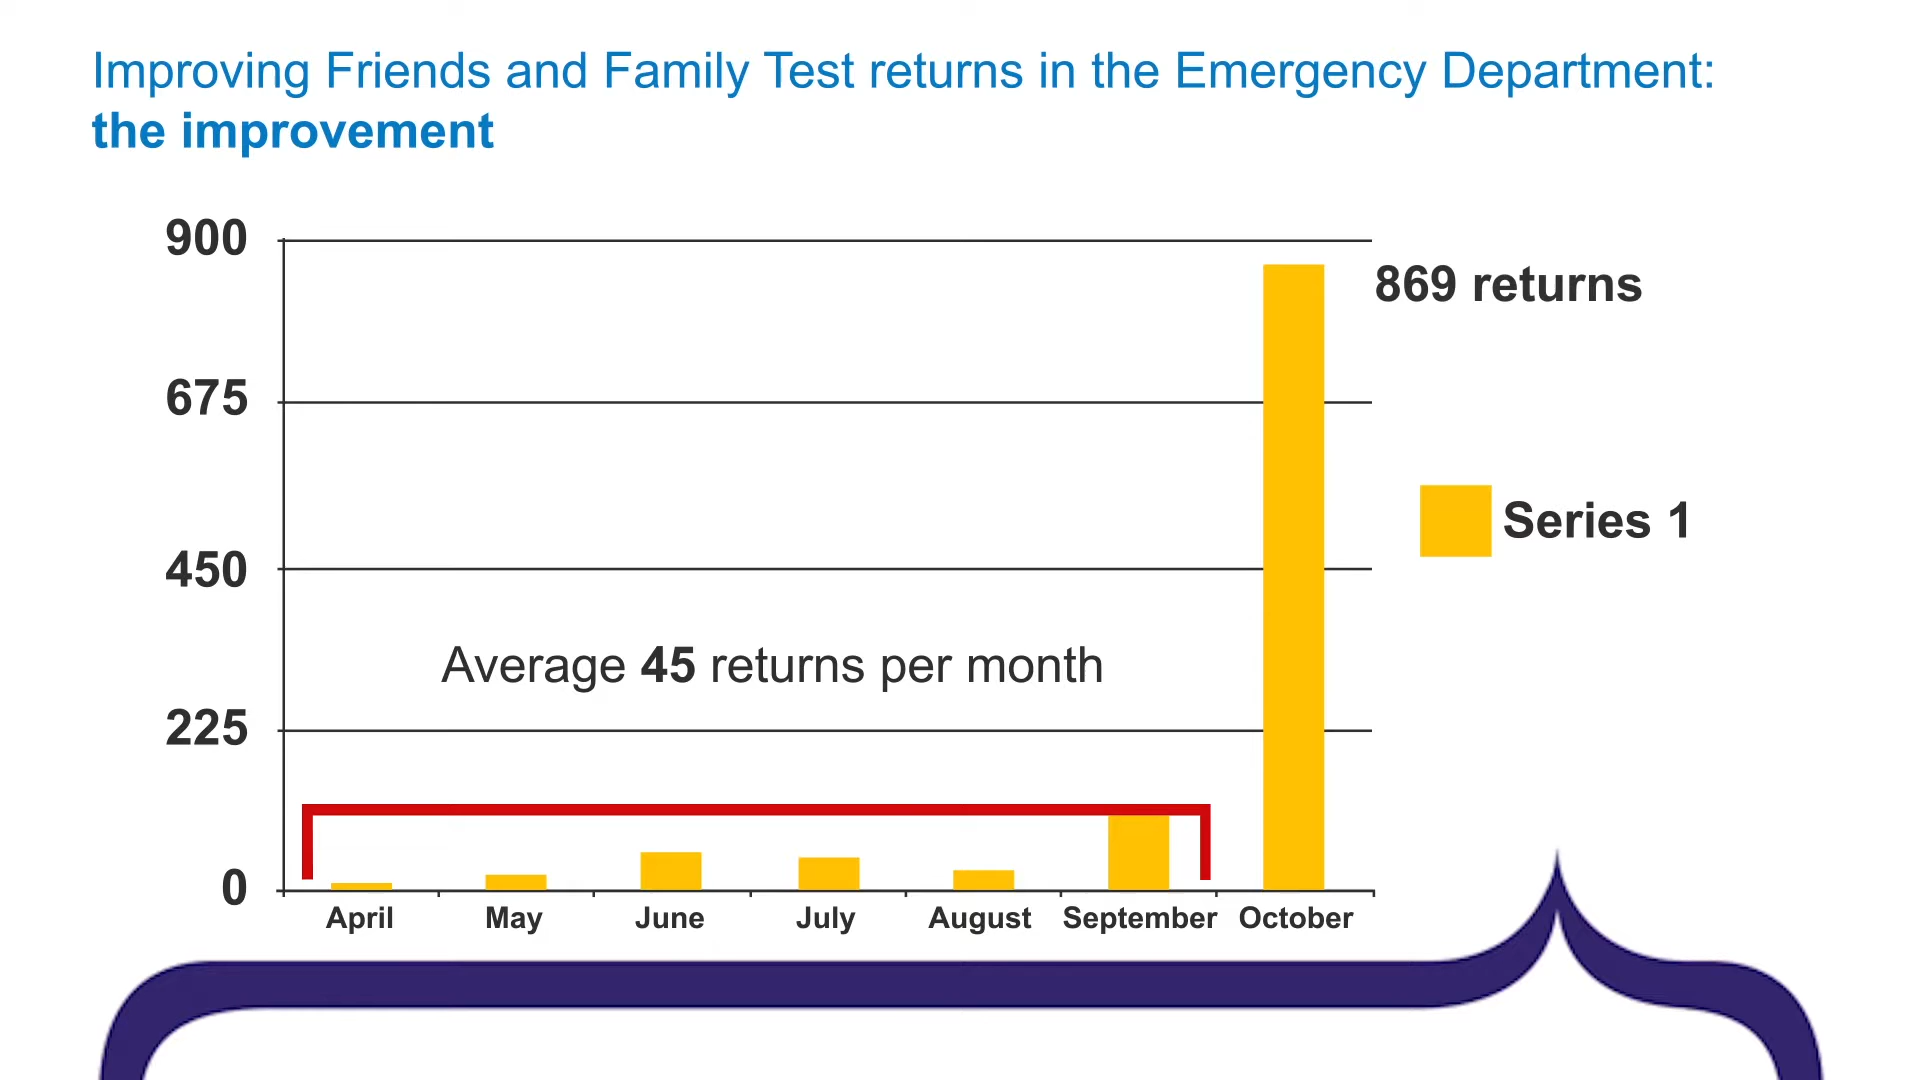 Improving Friends and Family Test returns in the Emergency Department:
the improvement
900
869 returns
675
Series 1
450
Average 45 returns per month
225
0
April May June July August September October